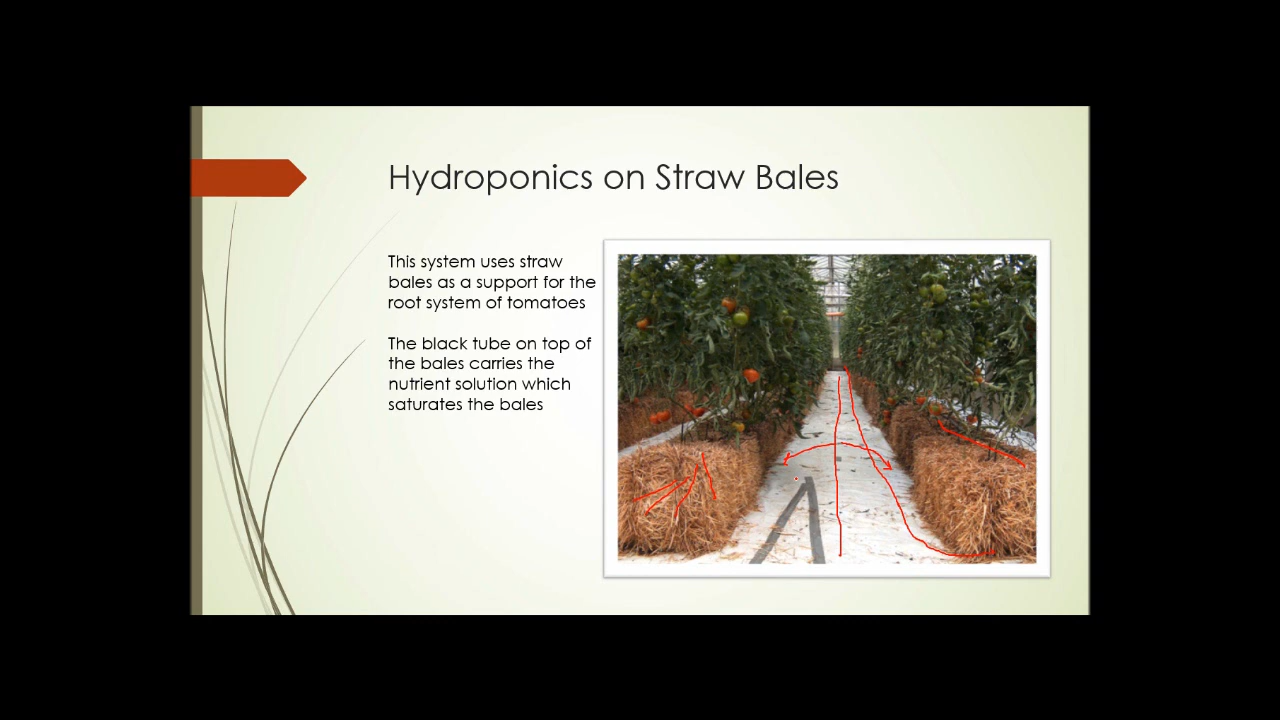 Hydroponics on Straw Bales
This system uses straw
bales as a support for the
root system of tomatoes
The black tube on top of
the bales carries the
nutrient solution which
saturates the bales